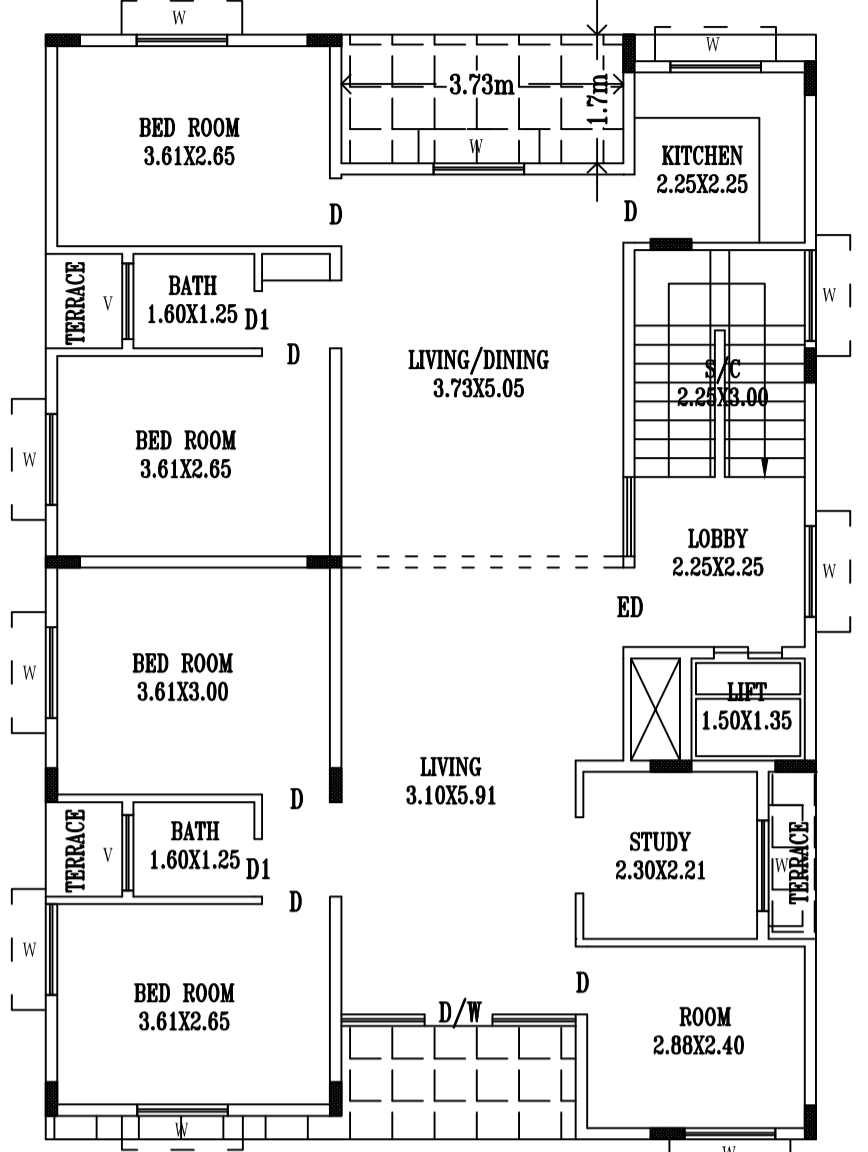 W
W
3.73m
1.7m
W
BED ROOM
3.61X2.65
KITCHEN
2.25X2.25
D
D
TERRACE
V
BATH
1.60X1.25
D1
D
W
LIVING/DINING
3.73X5.05
S/C
2.25X3.00
BED ROOM
3.61X2.65
W
LOBBY
2.25X2.25
W
ED
BED ROOM
3.61X3.00
W
LIFT
1.50X1.35
LIVING
3.10X5.91
D
TERRACE
V
BATH
1.60X1.25
D1
D
STUDY
2.30X2.21
W
TERRACE
W
BED ROOM
3.61X2.65
D
D/W
ROOM
2.88X2.40
W
W